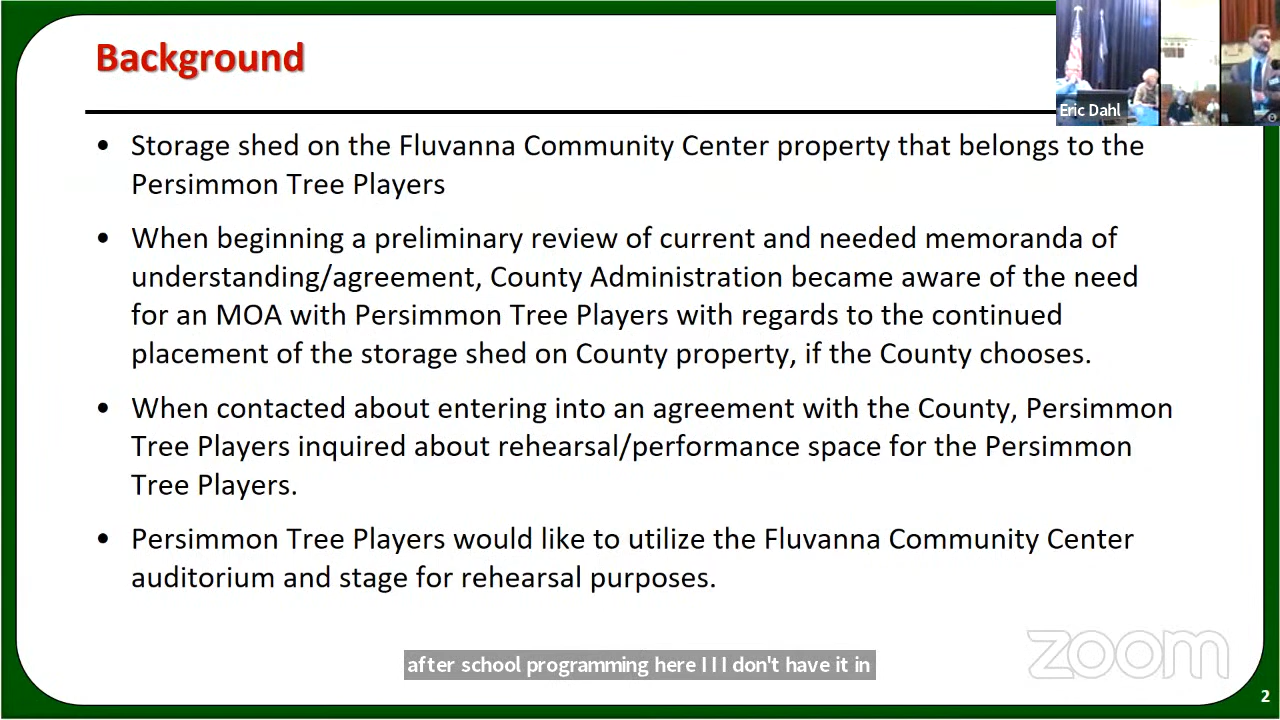 Background
Eric Dahl
• Storage shed on the Fluvanna Community Center property that belongs to the
Persimmon Tree Players
• When beginning a preliminary review of current and needed memoranda of
understanding/agreement, County Administration became aware of the need
for an MOA with Persimmon Tree Players with regards to the continued
placement of the storage shed on County property, if the County chooses.
• When contacted about entering into an agreement with the County, Persimmon
Tree Players inquired about rehearsal/performance space for the Persimmon
Tree Players.
• Persimmon Tree Players would like to utilize the Fluvanna Community Center
auditorium and stage for rehearsal purposes.
zoom
after school programming here I I I don't have it in
2